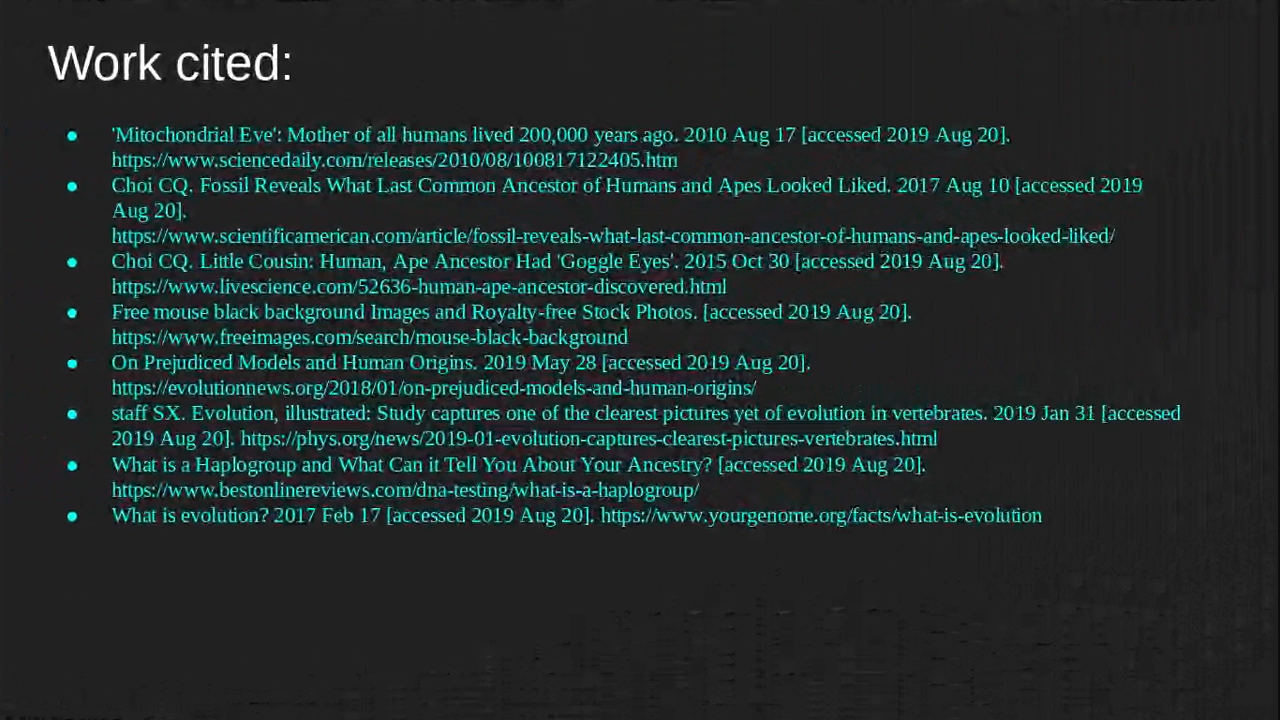 Work cited:
● 'Mitochondrial Eve': Mother of all humans lived 200,000 years ago. 2010 Aug 17 [accessed 2019 Aug 20].
https://www.sciencedaily.com/releases/2010/08/100817122405.htm
● Choi CQ. Fossil Reveals What Last Common Ancestor of Humans and Apes Looked Liked. 2017 Aug 10 [accessed 2019
Aug 20].
https://www.scientificamerican.com/article/fossil-reveals-what-last-common-ancestor-of-humans-and-apes-looked-liked/
● Choi CQ. Little Cousin: Human, Ape Ancestor Had 'Goggle Eyes'. 2015 Oct 30 [accessed 2019 Aug 20].
https://www.livescience.com/52636-human-ape-ancestor-discovered.html
● Free mouse black background Images and Royalty-free Stock Photos. [accessed 2019 Aug 20].
https://www.freeimages.com/search/mouse-black-background
● On Prejudiced Models and Human Origins. 2019 May 28 [accessed 2019 Aug 20].
https://evolutionnews.org/2018/01/on-prejudiced-models-and-human-origins/
● staff SX. Evolution, illustrated: Study captures one of the clearest pictures yet of evolution in vertebrates. 2019 Jan 31 [accessed
2019 Aug 20]. https://phys.org/news/2019-01-evolution-captures-clearest-pictures-vertebrates.html
● What is a Haplogroup and What Can it Tell You About Your Ancestry? [accessed 2019 Aug 20].
https://www.bestonlinereviews.com/dna-testing/what-is-a-haplogroup/
● What is evolution? 2017 Feb 17 [accessed 2019 Aug 20]. https://www.yourgenome.org/facts/what-is-evolution